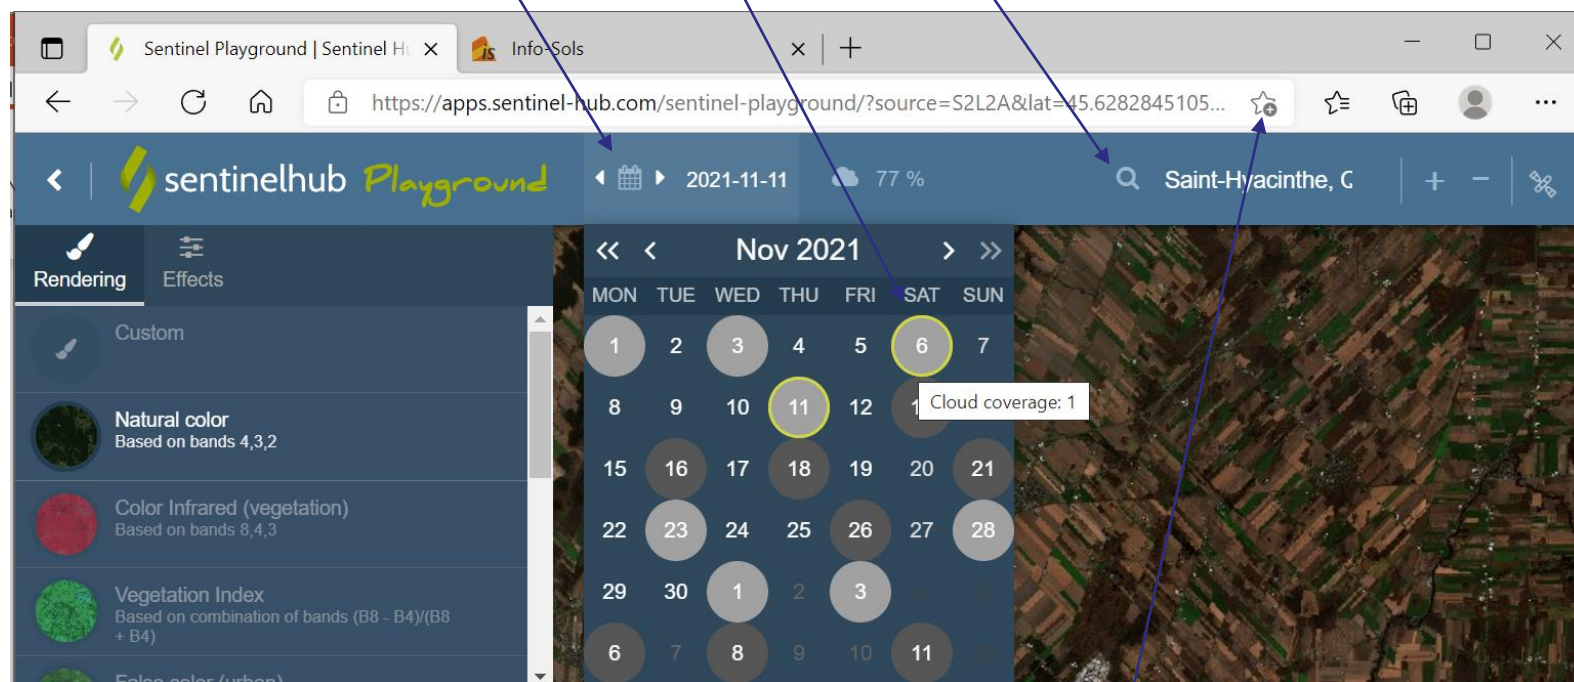 Sentinel Playground | Sentinel H
Info-Sols
https://apps.sentinel-hub.com/sentinel-playground/?source=S2L2A&lat=45.6282845105...
sentinelhub Playground
2021-11-11
77 %
Saint-Hyacinthe, 
Rendering
Effects
Custom
Natural color
Based on bands 4,3,2
Color Infrared (vegetation)
Based on bands 8,4,3
Vegetation Index
Based on combination of bands (B8 - B4)/(B8
+ B4)
False color (urban)
Nov 2021
MON TUE WED THU FRI SAT SUN
1 2 3 4 5 6 7
Cloud coverage: 1
8 9 10 11 12
15 16 17 18 19 20 21
22 23 24 25 26 27 28
29 30 1 2 3
6 7 8 9 10 11